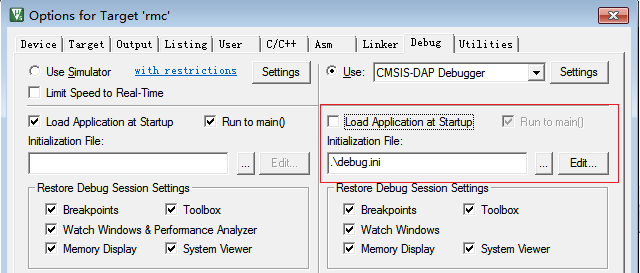 Options for Target 'rmc'
Device Target Output Listing User C/C++ Asm Linker Debug Utilities
Use Simulator with restrictions Settings
Limit Speed to Real-Time
Load Application at Startup Run to main()
Initialization File:
... Edit...
Restore Debug Session Settings
Breakpoints Toolbox
Watch Windows & Performance Analyzer
Memory Display System Viewer
Use: CMSIS-DAP Debugger Settings
Load Application at Startup Run to main()
Initialization File:
.\debug.ini ... Edit...
Restore Debug Session Settings
Breakpoints Toolbox
Watch Windows
Memory Display System Viewer